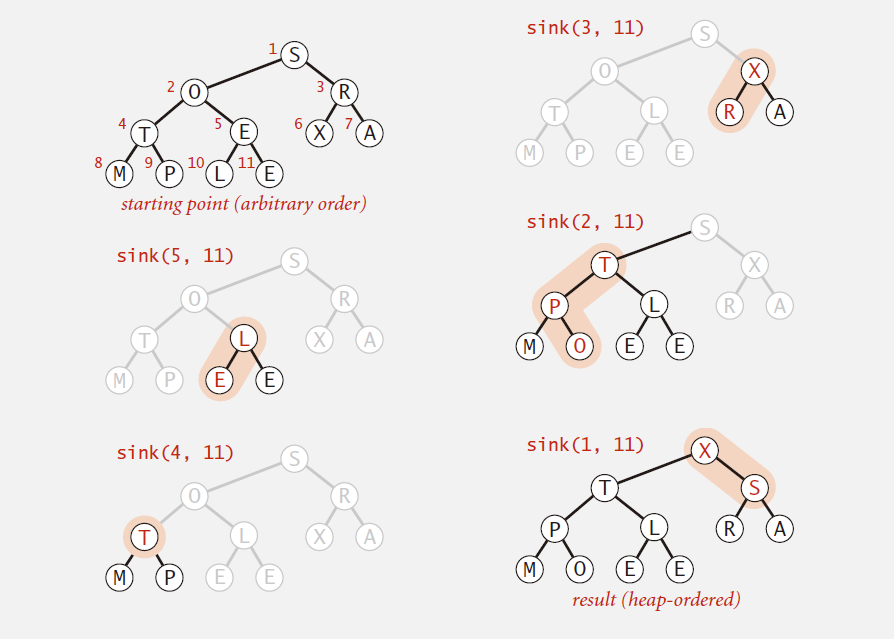 1 S
2 O 3 R
4 T 5 E 6 X 7 A
8 M 9 P 10 L 11 E
starting point (arbitrary order)
sink(5, 11)
S
O R
T L X A
M P E E
sink(4, 11)
S
O R
T L X A
M P E E
sink(3, 11)
S
O X
T L R A
M P E E
sink(2, 11)
S
T X
P L R A
M O E E
sink(1, 11)
X
T S
P L R A
M O E E
result (heap-ordered)